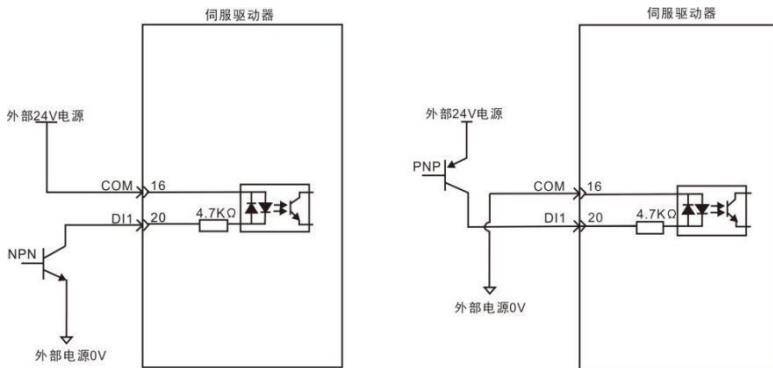 伺服驱动器
外部24V电源
COM
16
4.7KΩ
DI1
20
NPN
外部电源0V
伺服驱动器
外部24V电源
PNP
COM
16
4.7KΩ
DI1
20
外部电源0V